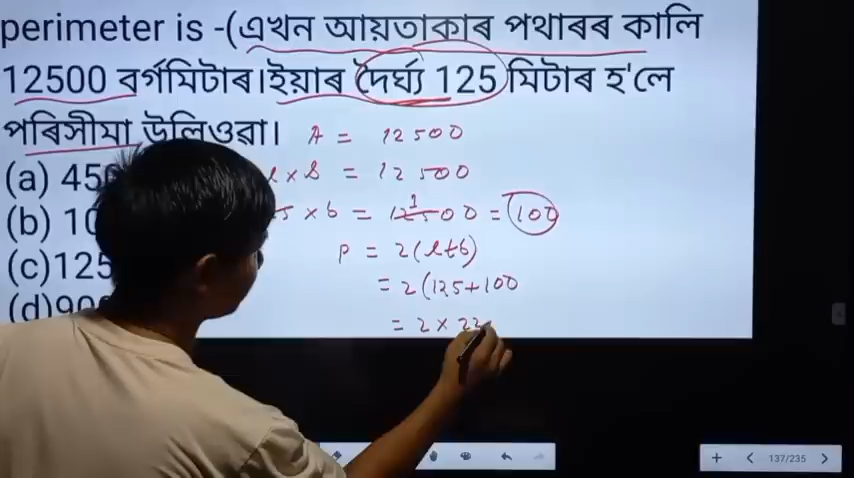 perimeter is -(এখন আয়তাকাৰ পথাৰৰ কালি
12500 বৰ্গমিটাৰ।ইয়াৰ দৈৰ্ঘ্য 125 মিটাৰ হ'লে
পৰিসীমা উলিওৱা।
A = 12500
(a) 45
l x b = 12500
(b) 10
x b = 12500 = 100
P = 2(l+b)
(c)125
= 2(125+100
(d)900
= 2 x 22
137/235